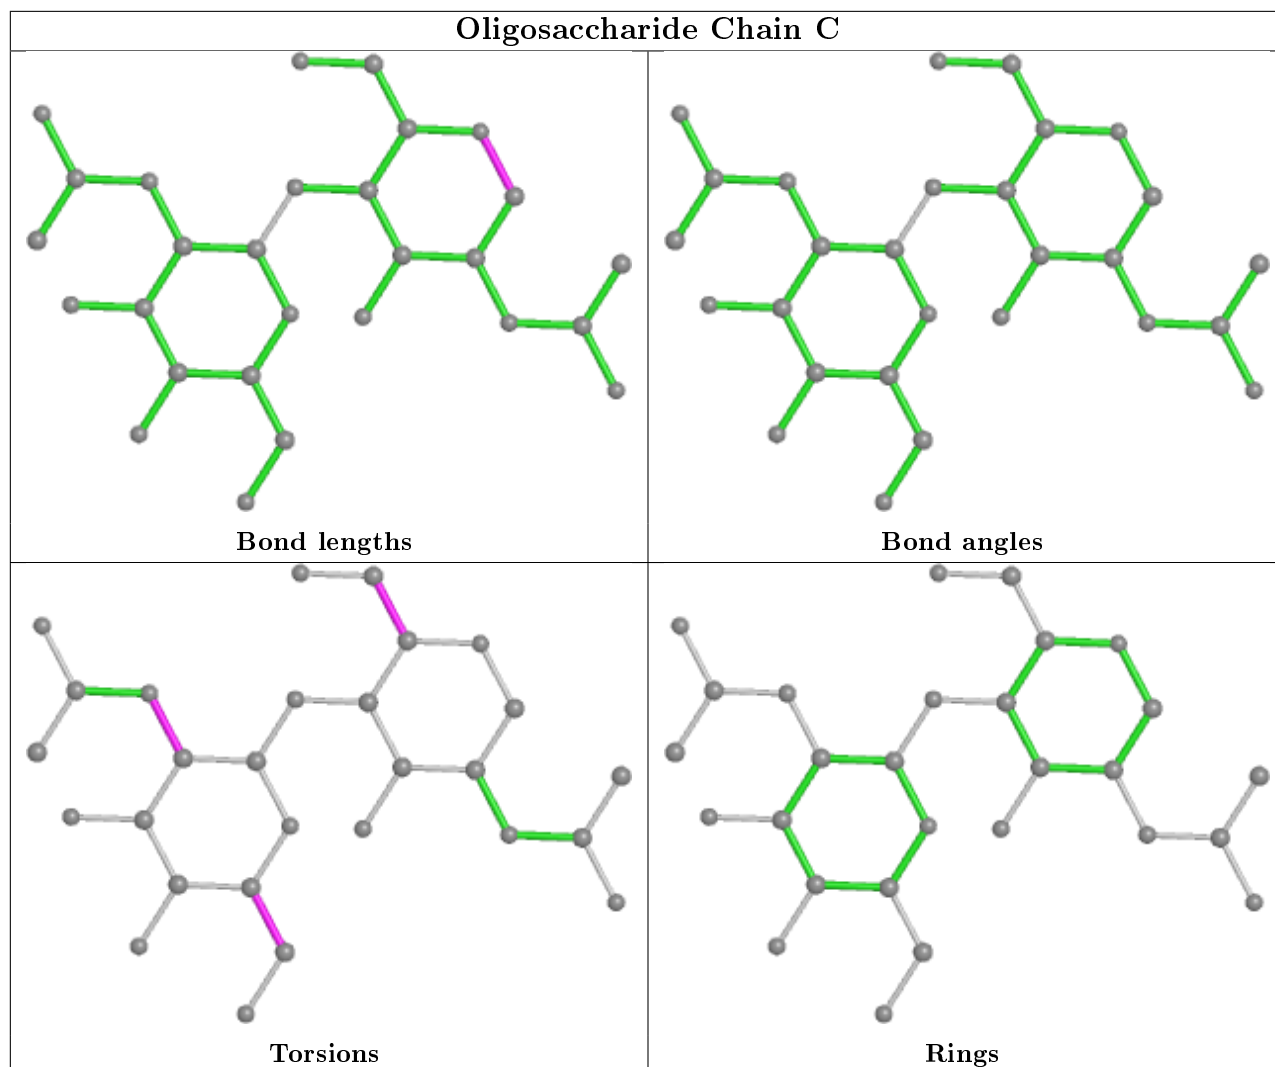 Oligosaccharide Chain C
Bond lengths
Bond angles
Torsions
Rings